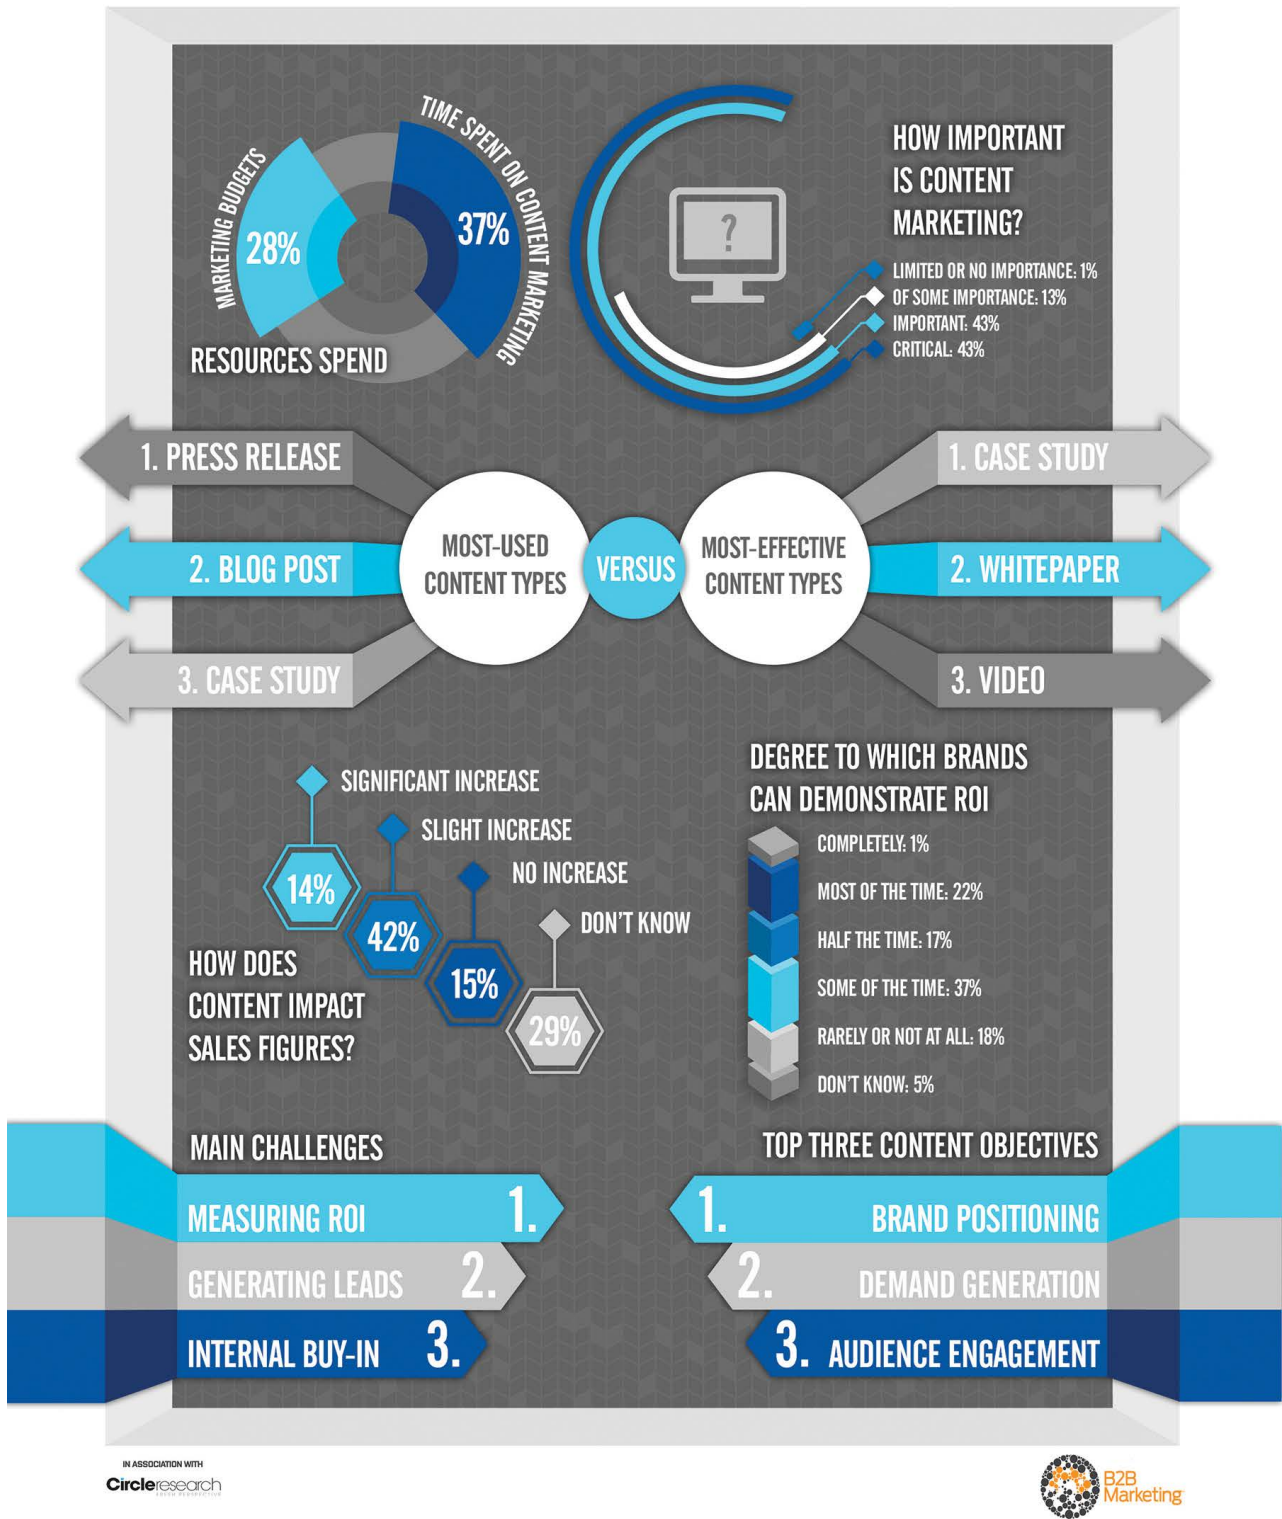 MARKETING BUDGETS
28%
TIME SPENT ON CONTENT MARKETING
37%
RESOURCES SPEND
?
HOW IMPORTANT
IS CONTENT
MARKETING?
LIMITED OR NO IMPORTANCE: 1%
OF SOME IMPORTANCE: 13%
IMPORTANT: 43%
CRITICAL: 43%
1. PRESS RELEASE
2. BLOG POST
3. CASE STUDY
MOST-USED
CONTENT TYPES
VERSUS
MOST-EFFECTIVE
CONTENT TYPES
1. CASE STUDY
2. WHITEPAPER
3. VIDEO
SIGNIFICANT INCREASE
SLIGHT INCREASE
NO INCREASE
DON'T KNOW
14%
42%
15%
29%
HOW DOES
CONTENT IMPACT
SALES FIGURES?
DEGREE TO WHICH BRANDS
CAN DEMONSTRATE ROI
COMPLETELY: 1%
MOST OF THE TIME: 22%
HALF THE TIME: 17%
SOME OF THE TIME: 37%
RARELY OR NOT AT ALL: 18%
DON'T KNOW: 5%
MAIN CHALLENGES
MEASURING ROI 1.
GENERATING LEADS 2.
INTERNAL BUY-IN 3.
TOP THREE CONTENT OBJECTIVES
1. BRAND POSITIONING
2. DEMAND GENERATION
3. AUDIENCE ENGAGEMENT
IN ASSOCIATION WITH
Circleresearch
FRESH PERSPECTIVE
B2B
Marketing